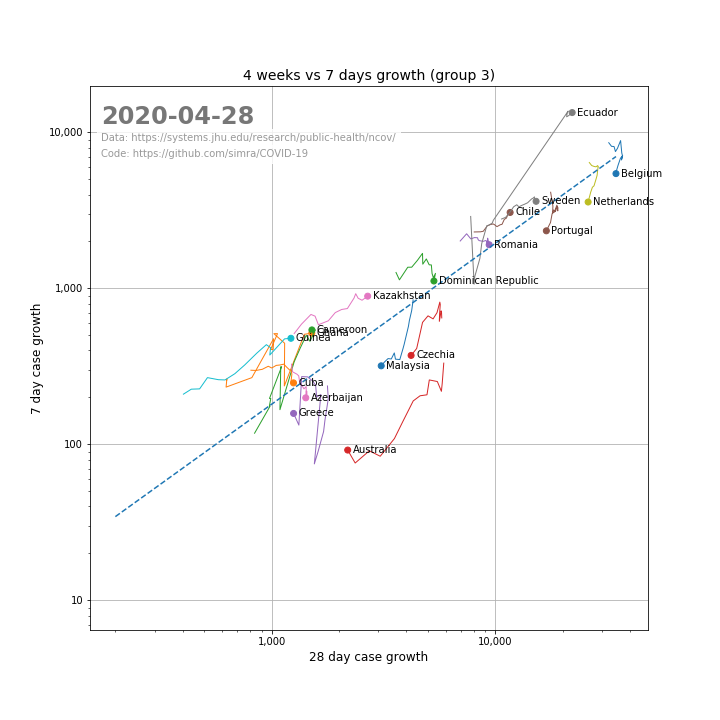 4 weeks vs 7 days growth (group 3)
2020-04-28
Data: https://systems.jhu.edu/research/public-health/ncov/
Code: https://github.com/simra/COVID-19
Ecuador
Belgium
Sweden
Netherlands
Chile
Portugal
Romania
Dominican Republic
Kazakhstan
Cameroon
Ghana
Guinea
Czechia
Malaysia
Cuba
Azerbaijan
Greece
Australia
10,000
1,000
100
10
7 day case growth
1,000
10,000
28 day case growth